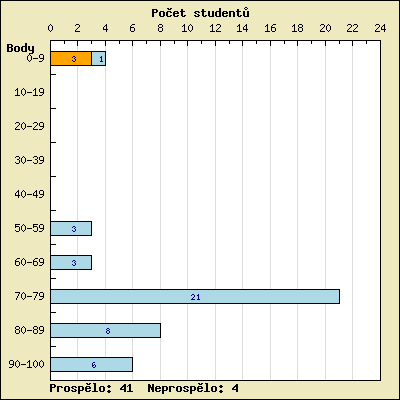 Počet studentů
0 2 4 6 8 10 12 14 16 18 20 22 24
Body
0-9 3 1
10-19
20-29
30-39
40-49
50-59 3
60-69 3
70-79 21
80-89 8
90-100 6
Prospělo: 41 Neprospělo: 4